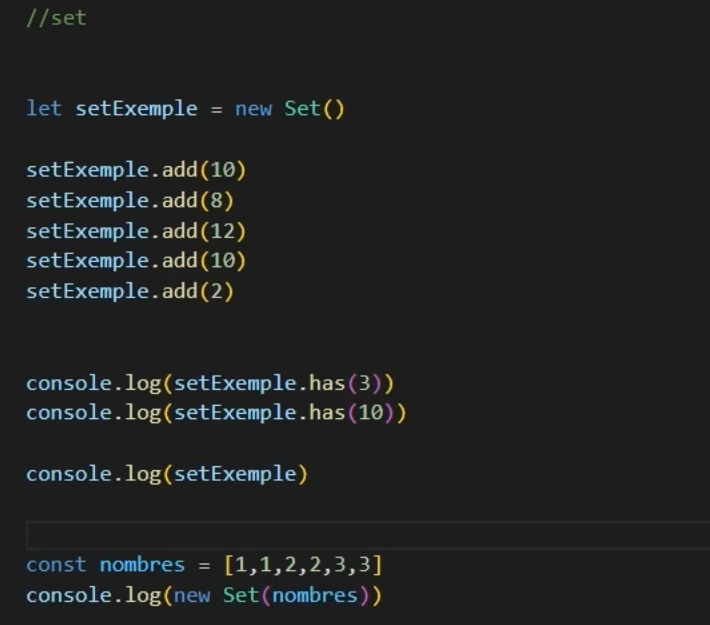 //set
let setExemple = new Set()
setExemple.add(10)
setExemple.add(8)
setExemple.add(12)
setExemple.add(10)
setExemple.add(2)
console.log(setExemple.has(3))
console.log(setExemple.has(10))
console.log(setExemple)
const nombres = [1,1,2,2,3,3]
console.log(new Set(nombres))